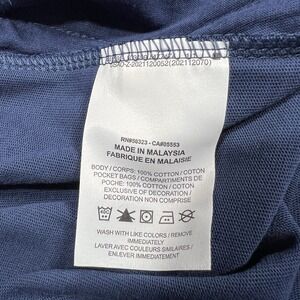 RN#50323 - CA#05553
MADE IN MALAYSIA
FABRIQUE EN MALAISIE
BODY / CORPS: 100% COTTON / COTON
POCKET BAGS / COMPARTIMENTS DE
POCHE: 100% COTTON / COTON
EXCLUSIVE OF DECORATION /
DECORATION NON COMPRISE
WASH WITH LIKE COLORS / REMOVE
IMMEDIATELY
LAVER AVEC COULEURS SIMILAIRES /
ENLEVER IMMEDIATEMENT